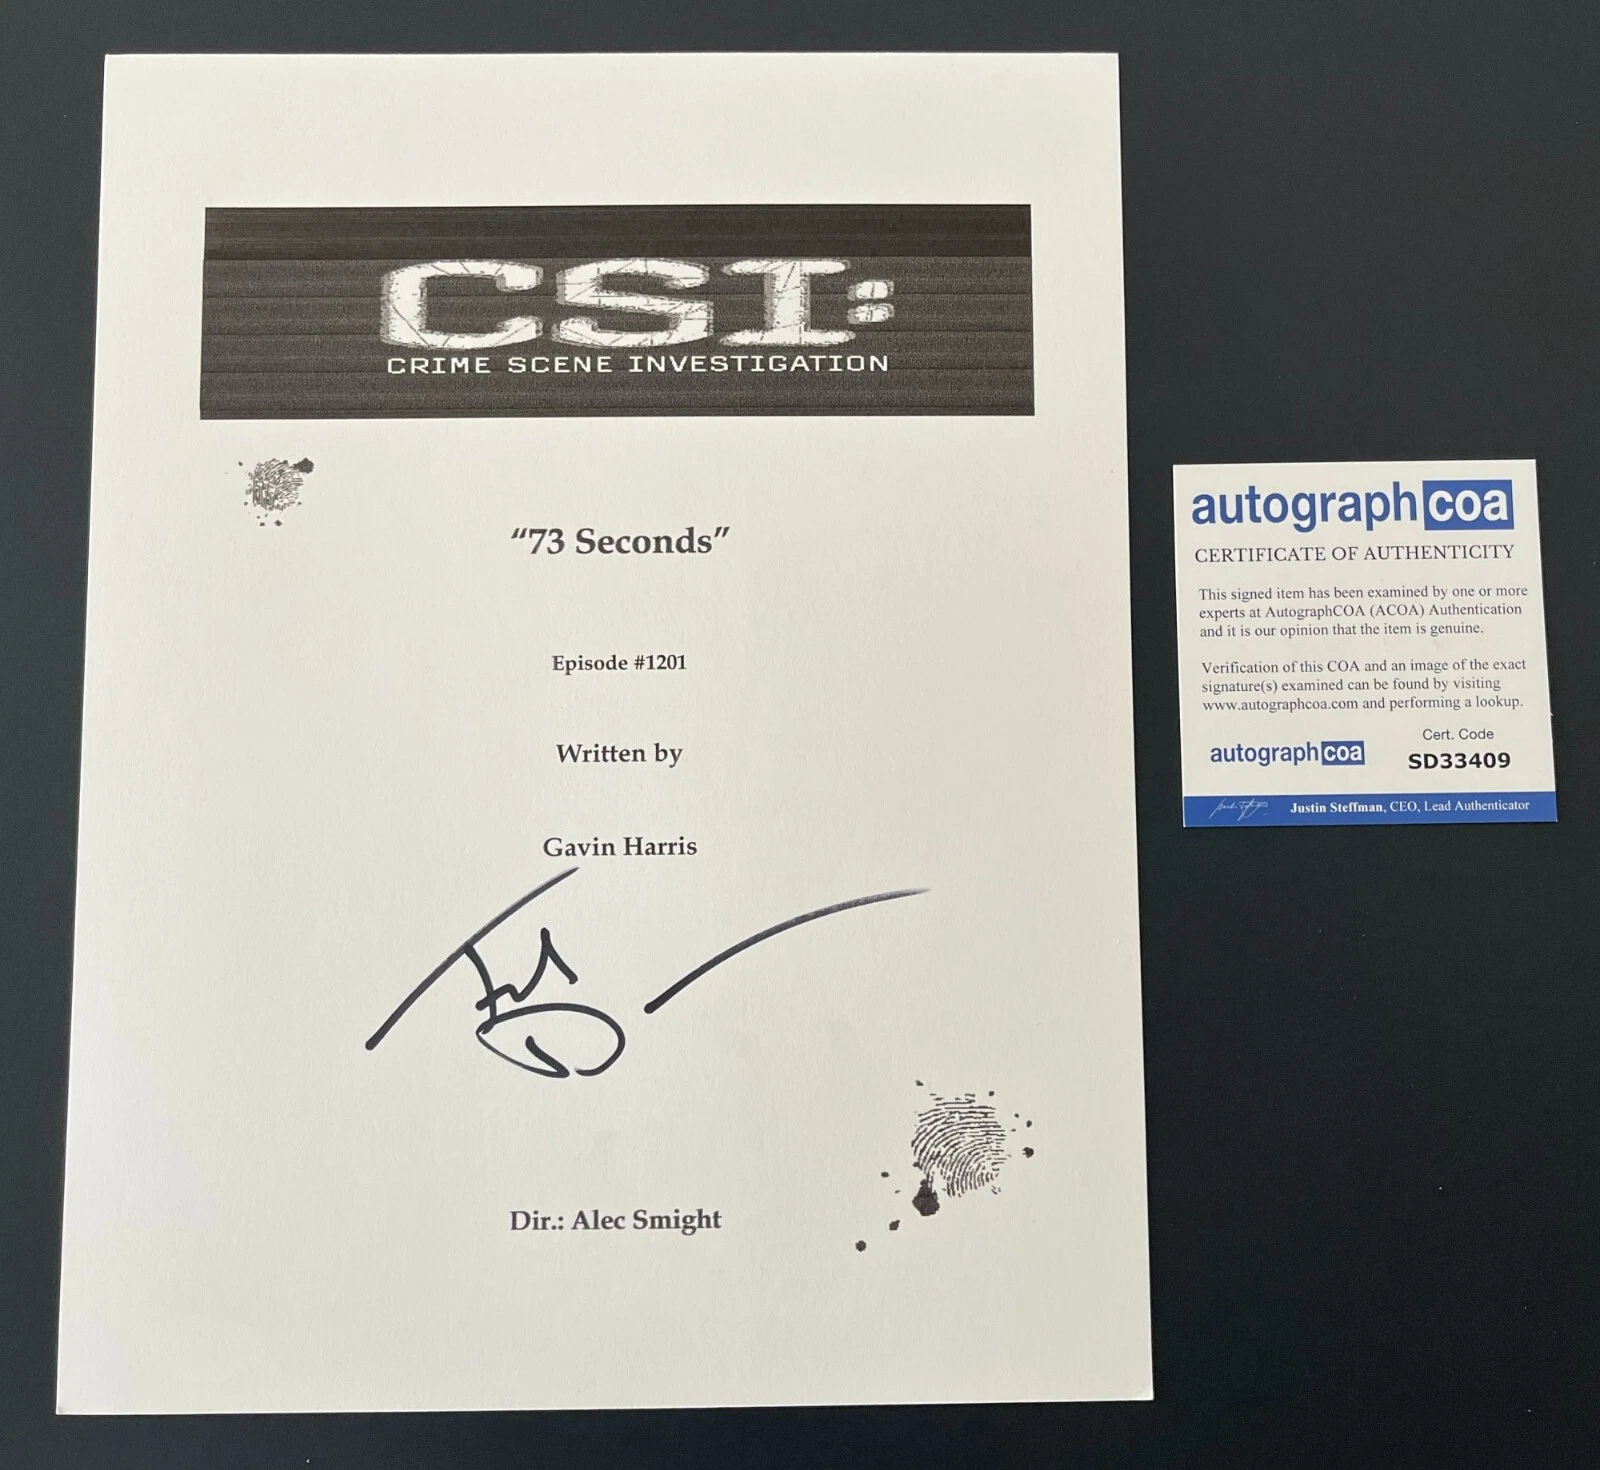 CSI:
CRIME SCENE INVESTIGATION
“73 Seconds”
Episode #1201
Written by
Gavin Harris
Dir.: Alec Smight
autographcoa
CERTIFICATE OF AUTHENTICITY
This signed item has been examined by one or more
experts at AutographCOA (ACOA) Authentication
and it is our opinion that the item is genuine.
Verification of this COA and an image of the exact
signature(s) examined can be found by visiting
www.autographcoa.com and performing a lookup.
Cert. Code
autographcoa SD33409
Justin Steffman, CEO, Lead Authenticator